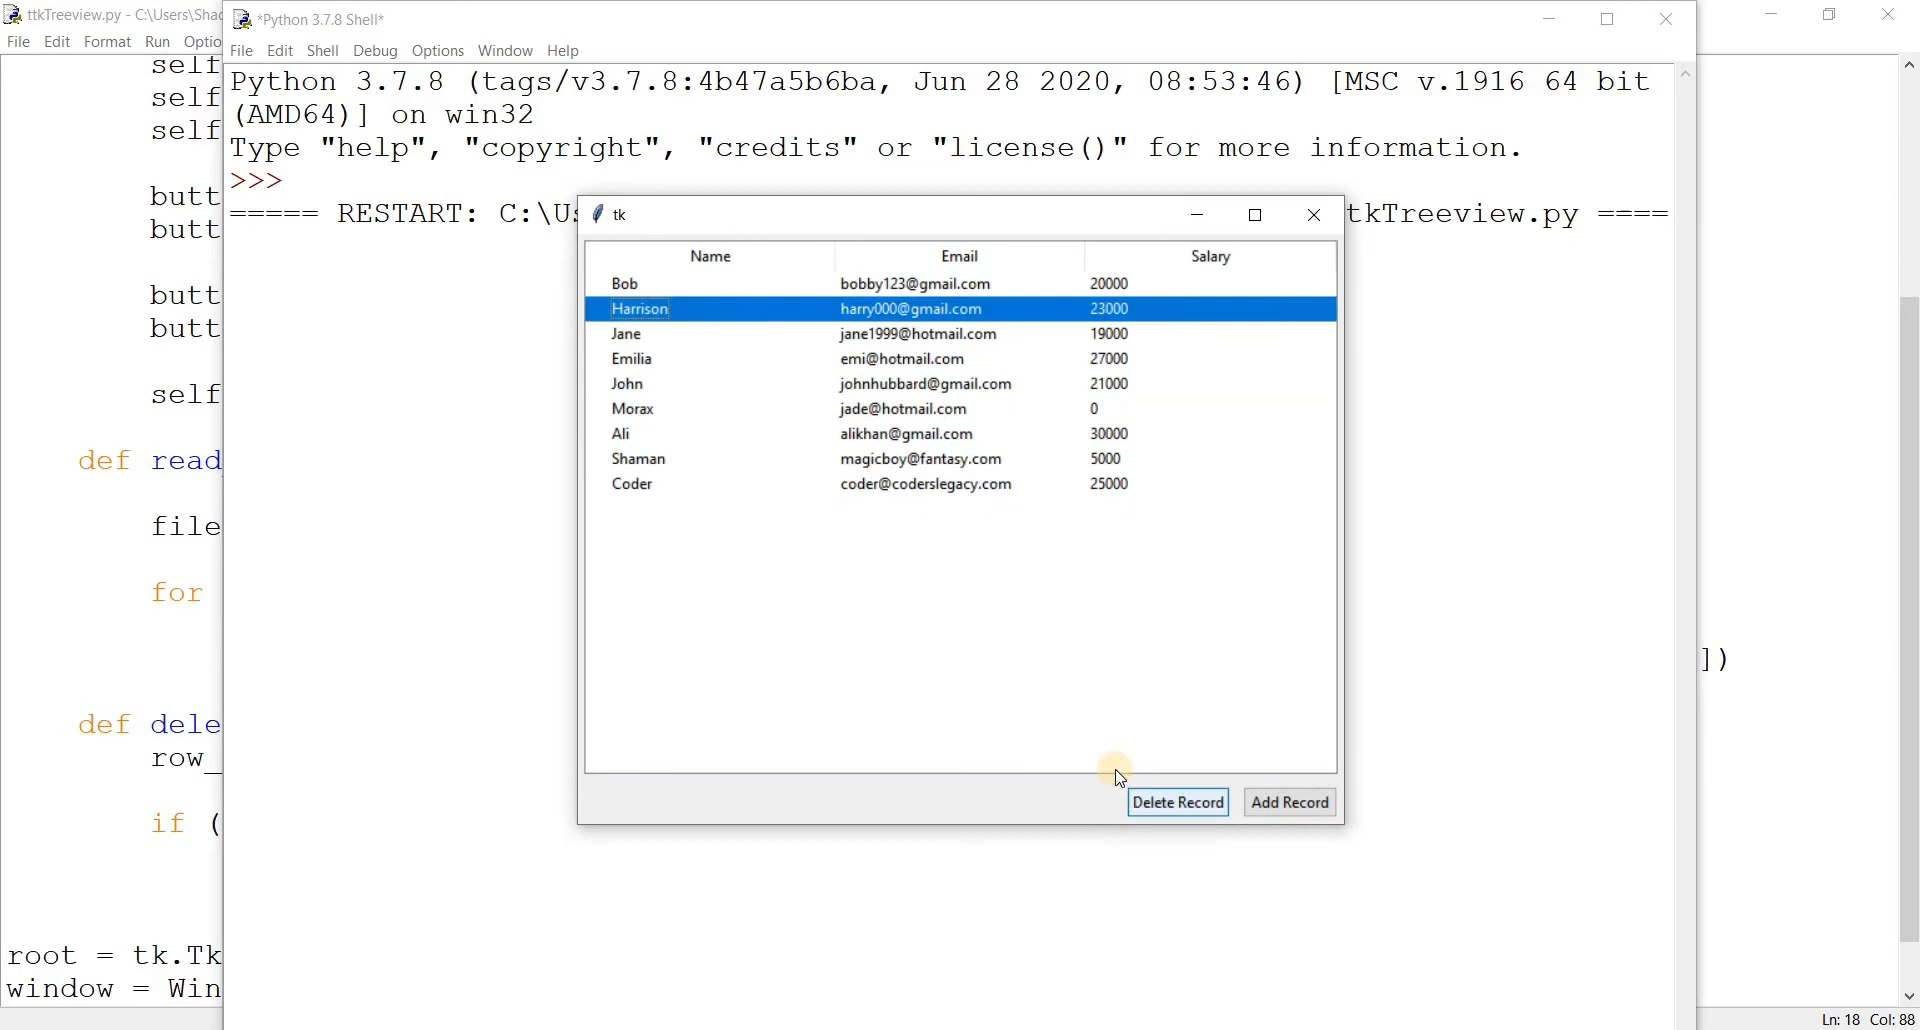 ttkTreeview.py - C:\Users\Shad
File Edit Format Run Optio
self
self
self
butt
butt
butt
butt
self
def read
file
for
])
def dele
row_
if (
root = tk.Tk
window = Win
Ln: 18 Col: 88
*Python 3.7.8 Shell*
File Edit Shell Debug Options Window Help
Python 3.7.8 (tags/v3.7.8:4b47a5b6ba, Jun 28 2020, 08:53:46) [MSC v.1916 64 bit
(AMD64)] on win32
Type "help", "copyright", "credits" or "license()" for more information.
>>>
===== RESTART: C:\Us tkTreeview.py ====
tk
Name Email Salary
Bob bobby123@gmail.com 20000
Harrison harry000@gmail.com 23000
Jane jane1999@hotmail.com 19000
Emilia emi@hotmail.com 27000
John johnhubbard@gmail.com 21000
Morax jade@hotmail.com 0
Ali alikhan@gmail.com 30000
Shaman magicboy@fantasy.com 5000
Coder coder@coderslegacy.com 25000
Delete Record Add Record